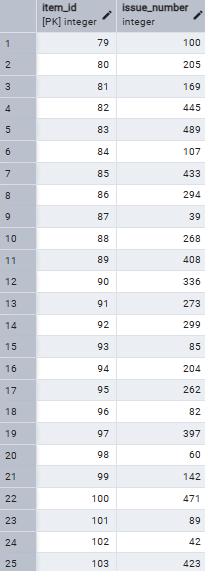 item_id issue_number
[PK] integer integer
1 79 100
2 80 205
3 81 169
4 82 445
5 83 489
6 84 107
7 85 433
8 86 294
9 87 39
10 88 268
11 89 408
12 90 336
13 91 273
14 92 299
15 93 85
16 94 204
17 95 262
18 96 82
19 97 397
20 98 60
21 99 142
22 100 471
23 101 89
24 102 42
25 103 423